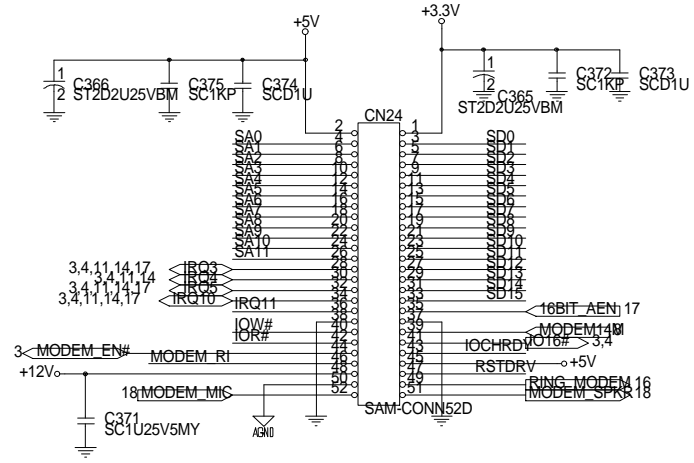 +5V
+3.3V
1
2
C366
ST2D2U25VBM
C375
SC1KP
C374
SCD1U
1
2
C365
ST2D2U25VBM
C372
SC1KP
C373
SCD1U
CN24
2 1
SA0 4 3 SD0
SA1 6 5 SD1
SA2 8 7 SD2
SA3 10 9 SD3
SA4 12 11 SD4
SA5 14 13 SD5
SA6 16 15 SD6
SA7 18 17 SD7
SA8 20 19 SD8
SA9 22 21 SD9
SA10 24 23 SD10
SA11 26 25 SD11
28 27 SD12
3,4,11,14,17 IRQ3 30 29 SD13
3,4,11,14 IRQ4 32 31 SD14
3,4,11,14,17 IRQ5 34 33 SD15
3,4,11,14,17 IRQ10 IRQ11 36 35
38 37 16BIT_AEN 17
IOW# 40 39 MODEM14M
IOR# 42 41 IO16# 3,4
44 43 IOCHRDY
3 MODEM_EN# 46 45
MODEM_RI 48 47 RSTDRV +5V
+12V 50 49 RING_MODEM 16
18 MODEM_MIC 52 51 MODEM_SPKR 18
SAM-CONN52D
AGND
C371
SC1U25V5MY